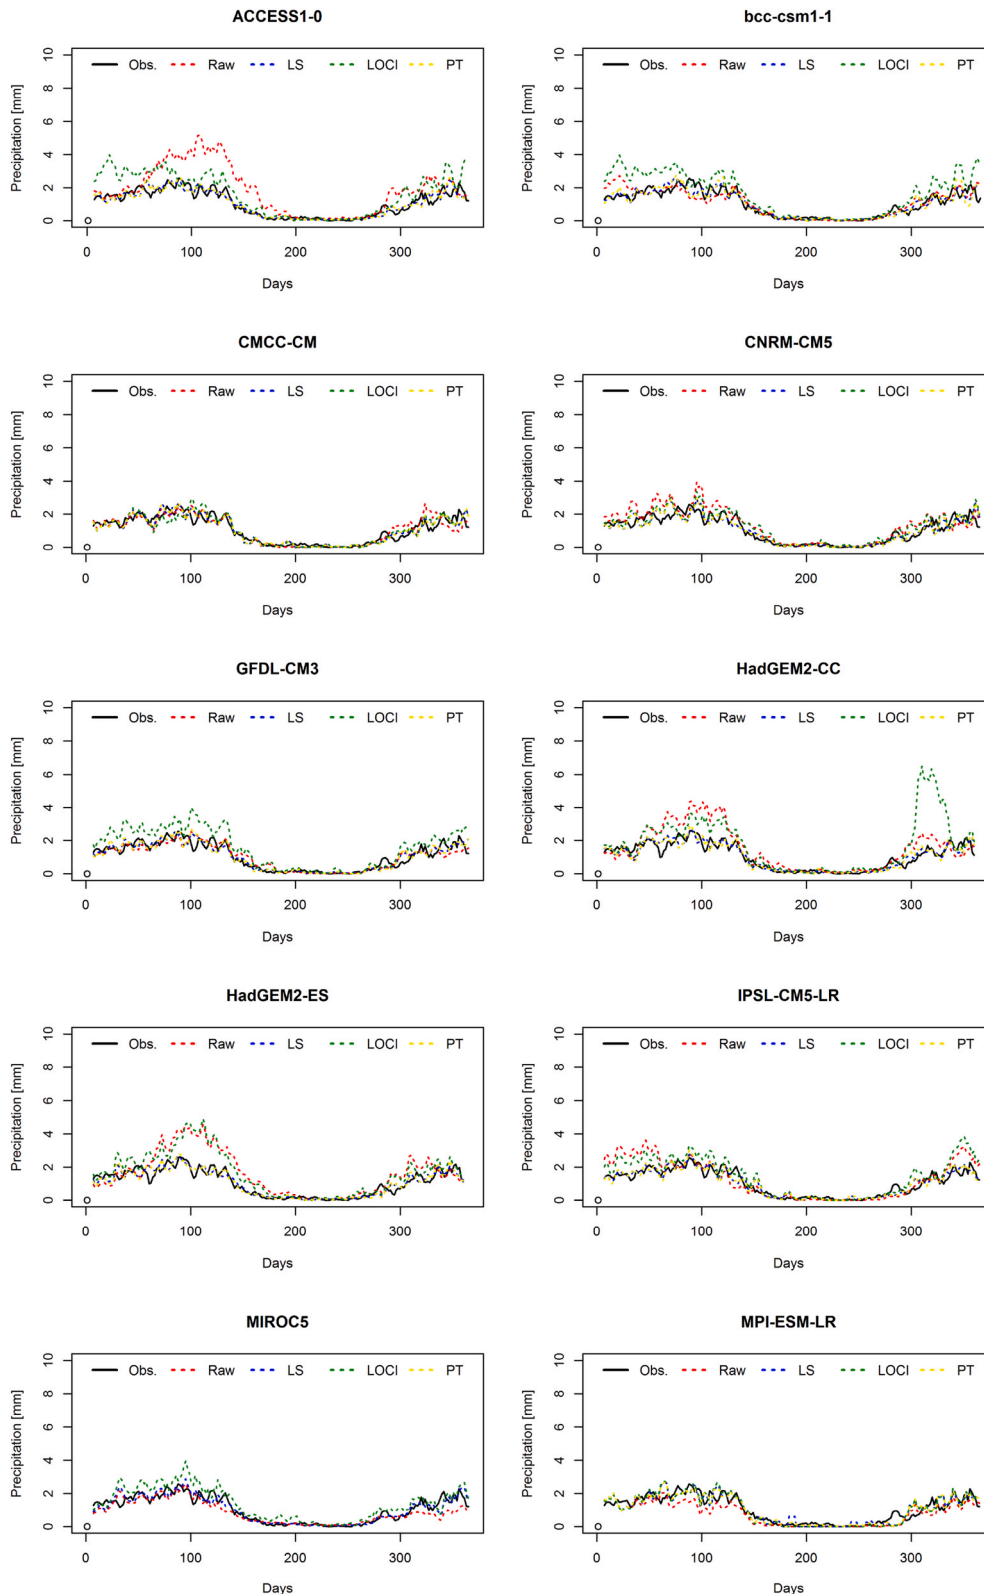 ACCESS1-0
Precipitation [mm]
10
8
6
4
2
0
Obs. Raw LS LOCI PT
0 100 200 300
Days
bcc-csm1-1
Precipitation [mm]
10
8
6
4
2
0
Obs. Raw LS LOCI PT
0 100 200 300
Days
CMCC-CM
Precipitation [mm]
10
8
6
4
2
0
Obs. Raw LS LOCI PT
0 100 200 300
Days
CNRM-CM5
Precipitation [mm]
10
8
6
4
2
0
Obs. Raw LS LOCI PT
0 100 200 300
Days
GFDL-CM3
Precipitation [mm]
10
8
6
4
2
0
Obs. Raw LS LOCI PT
0 100 200 300
Days
HadGEM2-CC
Precipitation [mm]
10
8
6
4
2
0
Obs. Raw LS LOCI PT
0 100 200 300
Days
HadGEM2-ES
Precipitation [mm]
10
8
6
4
2
0
Obs. Raw LS LOCI PT
0 100 200 300
Days
IPSL-CM5-LR
Precipitation [mm]
10
8
6
4
2
0
Obs. Raw LS LOCI PT
0 100 200 300
Days
MIROC5
Precipitation [mm]
10
8
6
4
2
0
Obs. Raw LS LOCI PT
0 100 200 300
Days
MPI-ESM-LR
Precipitation [mm]
10
8
6
4
2
0
Obs. Raw LS LOCI PT
0 100 200 300
Days